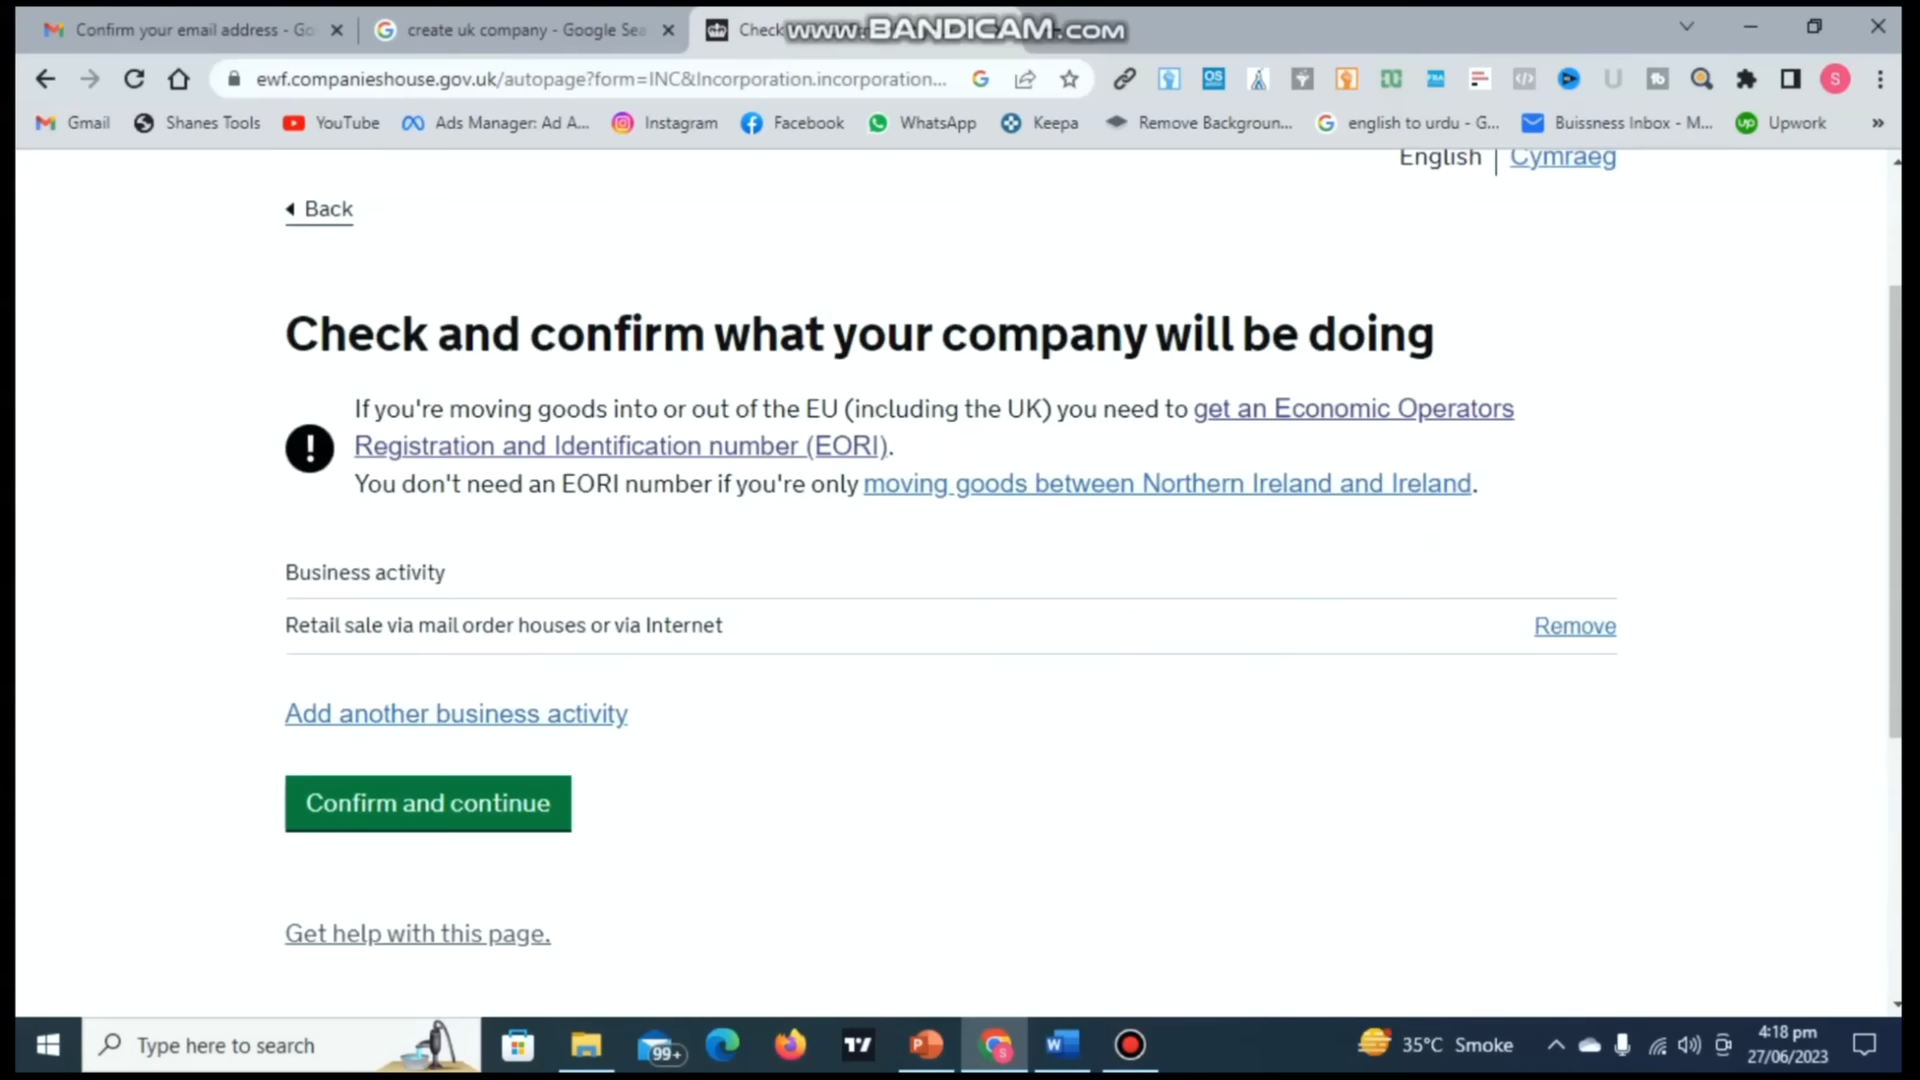 Confirm your email address - Go
create uk company - Google Sea
Check
www.BANDICAM.com
ewf.companieshouse.gov.uk/autopage?form=INC&Incorporation.incorporation...
Gmail
Shanes Tools
YouTube
Ads Manager: Ad A...
Instagram
Facebook
WhatsApp
Keepa
Remove Backgroun...
english to urdu - G...
Buissness Inbox - M...
Upwork
»
English | Cymraeg
Back
Check and confirm what your company will be doing
If you're moving goods into or out of the EU (including the UK) you need to get an Economic Operators
Registration and Identification number (EORI).
You don't need an EORI number if you're only moving goods between Northern Ireland and Ireland.
Business activity
Retail sale via mail order houses or via Internet
Remove
Add another business activity
Confirm and continue
Get help with this page.
Type here to search
99+
35°C Smoke
4:18 pm
27/06/2023